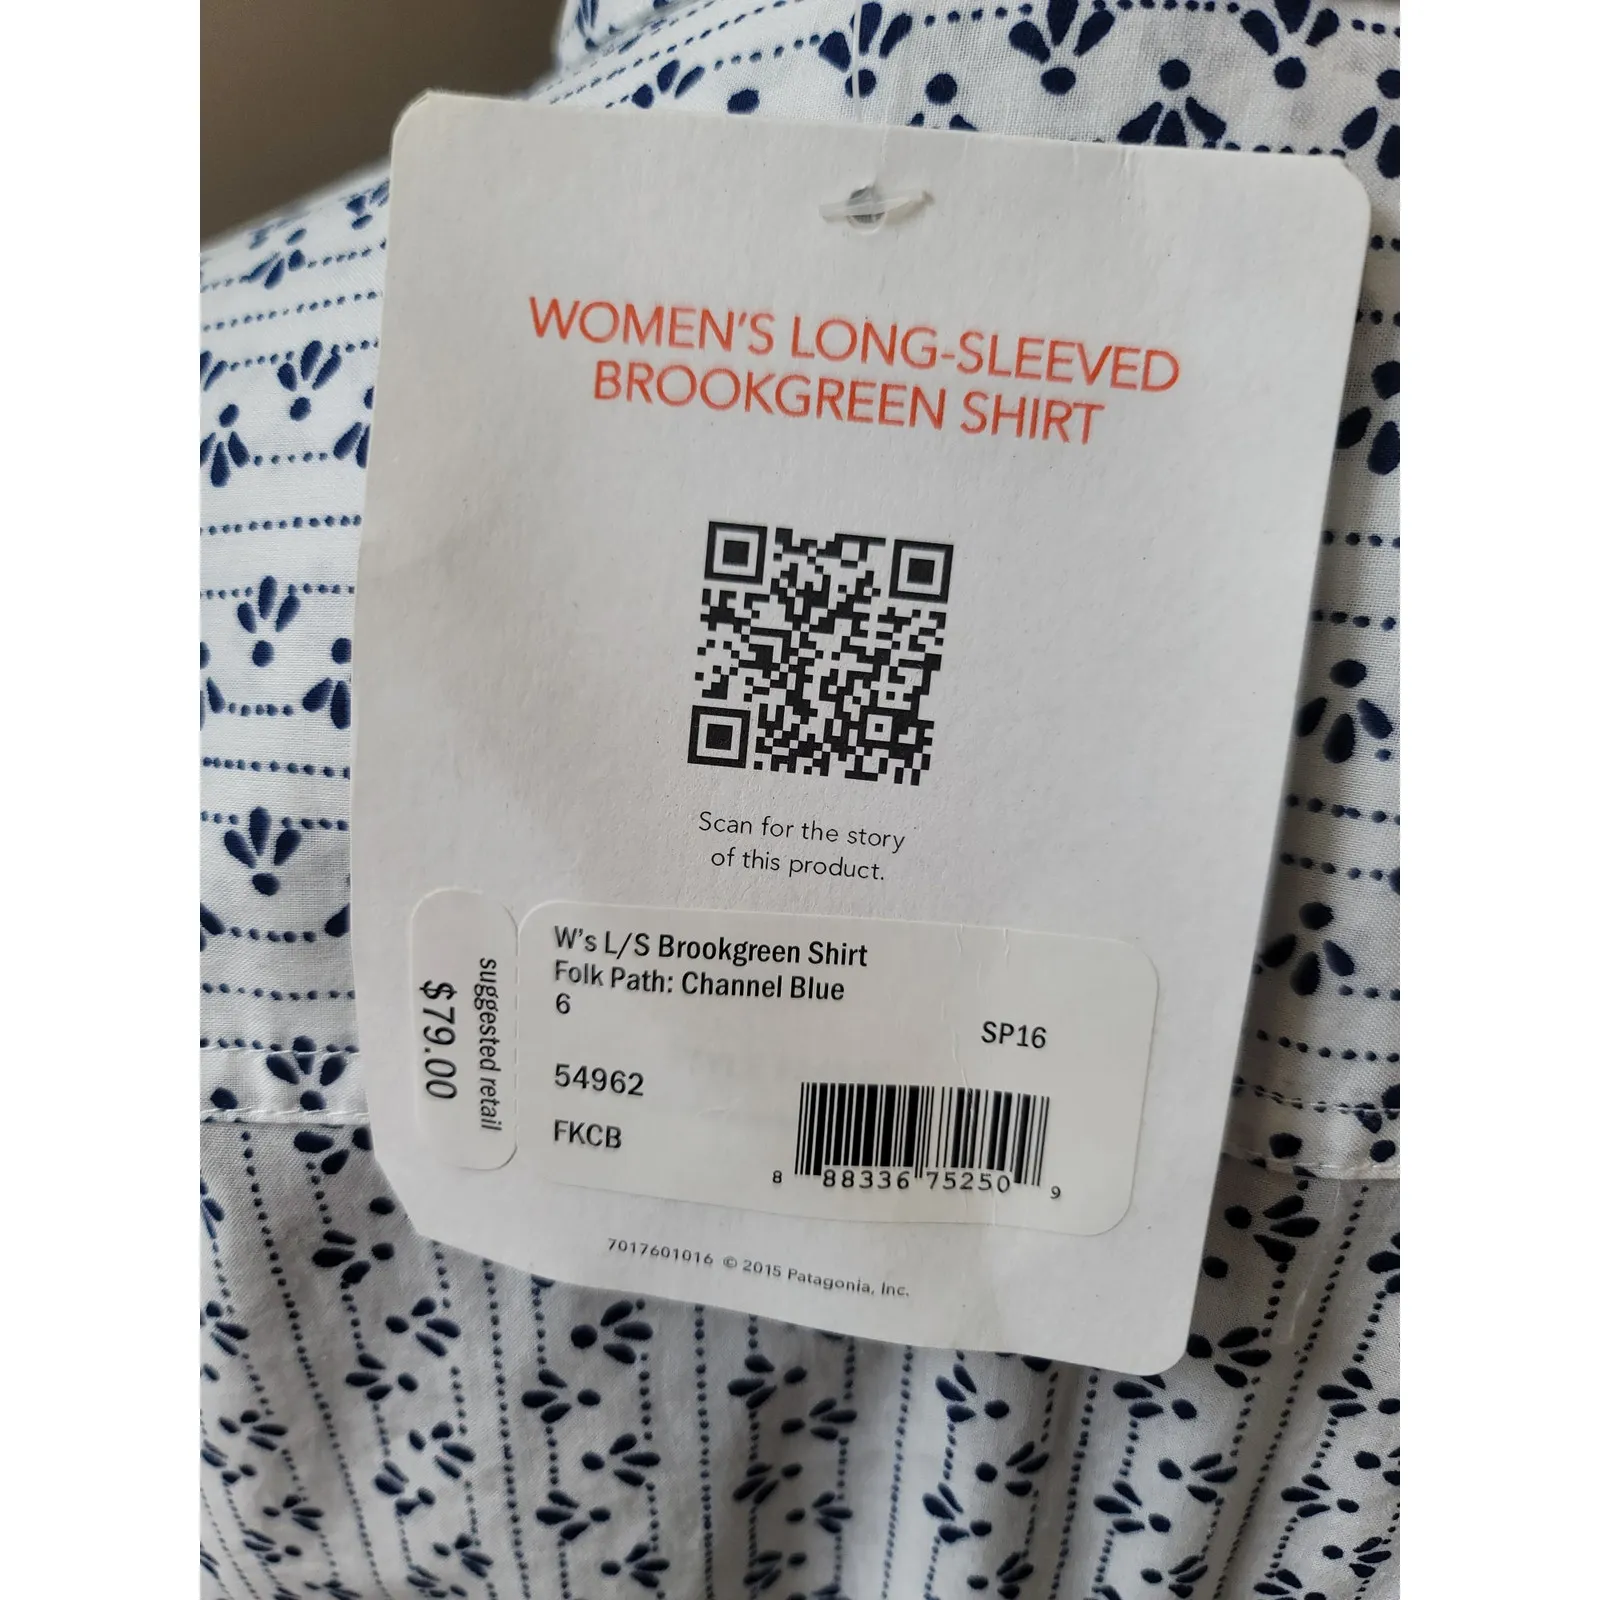 WOMEN'S LONG-SLEEVED
BROOKGREEN SHIRT
Scan for the story
of this product.
suggested retail
$79.00
W's L/S Brookgreen Shirt
Folk Path: Channel Blue
6
SP16
54962
FKCB
8 88336 75250 9
7017601016 © 2015 Patagonia, Inc.